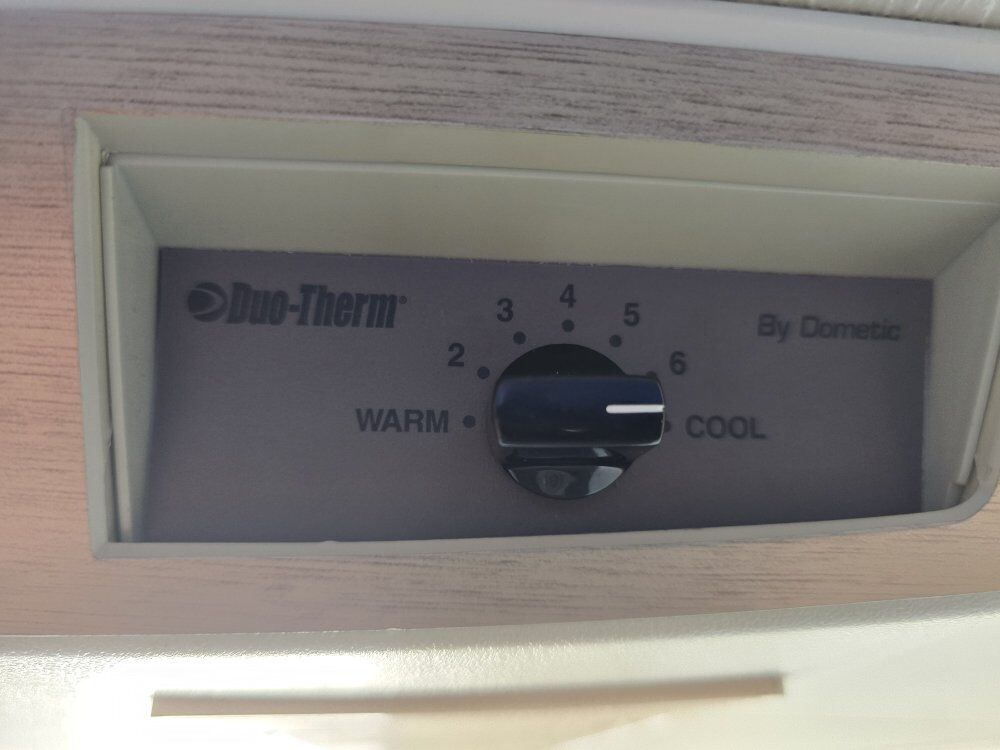 Duo-Therm®
By Dometic
WARM 2 3 4 5 6 COOL